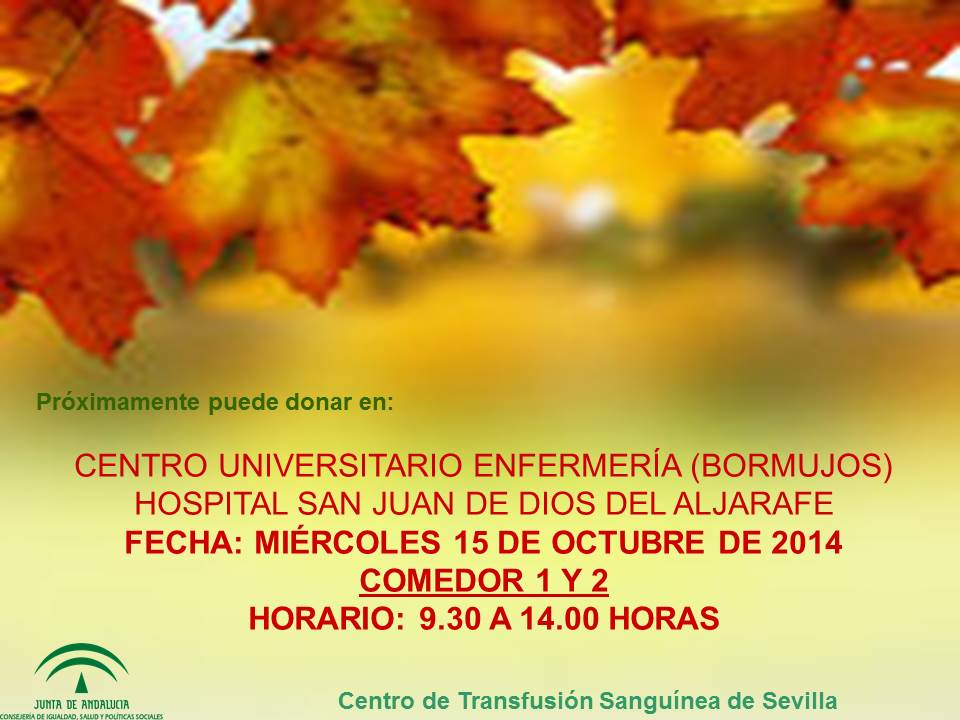 Próximamente puede donar en:
CENTRO UNIVERSITARIO ENFERMERÍA (BORMUJOS)
HOSPITAL SAN JUAN DE DIOS DEL ALJARAFE
FECHA: MIÉRCOLES 15 DE OCTUBRE DE 2014
COMEDOR 1 Y 2
HORARIO: 9.30 A 14.00 HORAS
JUNTA DE ANDALUCIA
CONSEJERÍA DE IGUALDAD, SALUD Y POLÍTICAS SOCIALES
Centro de Transfusión Sanguínea de Sevilla